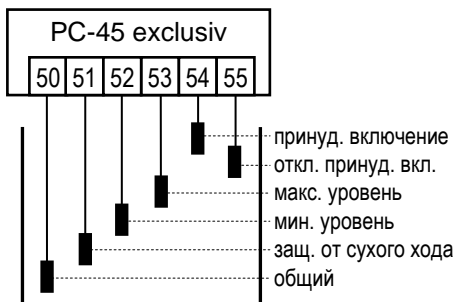 PC-45 exclusiv
50 51 52 53 54 55
принуд. включение
откл. принуд. вкл.
макс. уровень
мин. уровень
защ. от сухого хода
общий